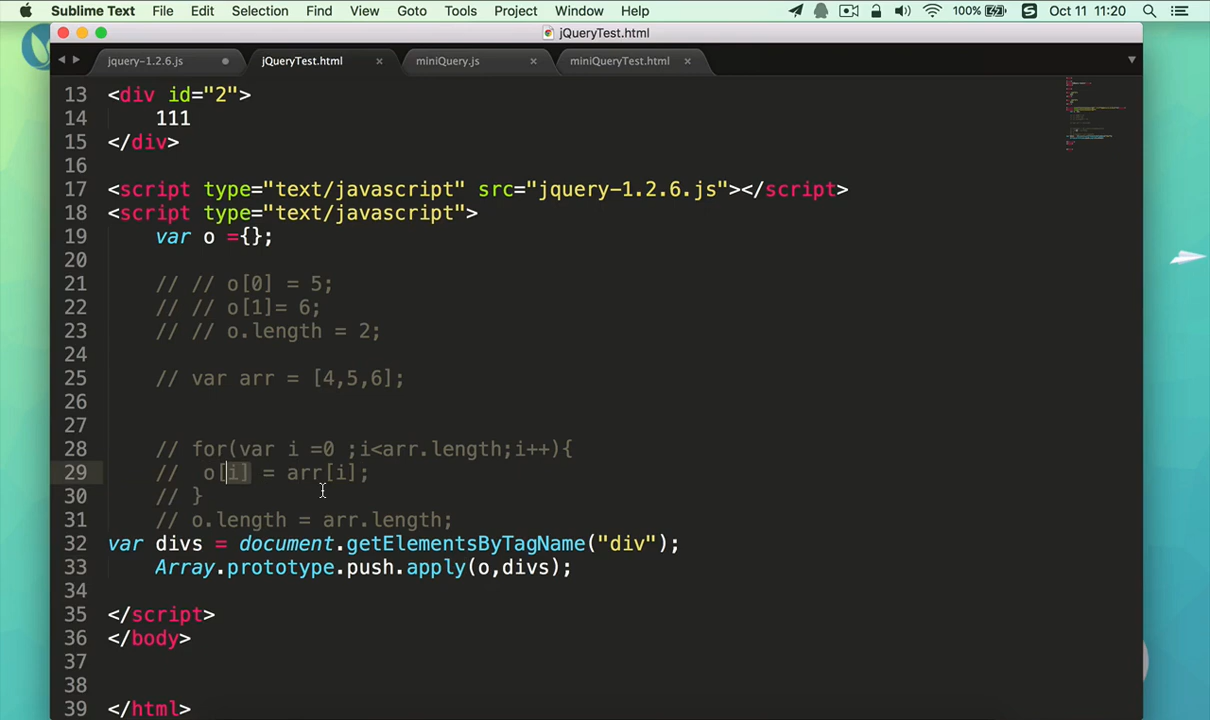 Sublime Text File Edit Selection Find View Goto Tools Project Window Help 100% Oct 11 11:20
jQueryTest.html
jquery-1.2.6.js jQueryTest.html miniQuery.js miniQueryTest.html
13 <div id="2">
14 111
15 </div>
16
17 <script type="text/javascript" src="jquery-1.2.6.js"></script>
18 <script type="text/javascript">
19 var o ={};
20
21 // // o[0] = 5;
22 // // o[1]= 6;
23 // // o.length = 2;
24
25 // var arr = [4,5,6];
26
27
28 // for(var i =0 ;i<arr.length;i++){
29 // o[i] = arr[i];
30 // }
31 // o.length = arr.length;
32 var divs = document.getElementsByTagName("div");
33 Array.prototype.push.apply(o,divs);
34
35 </script>
36 </body>
37
38
39 </html>